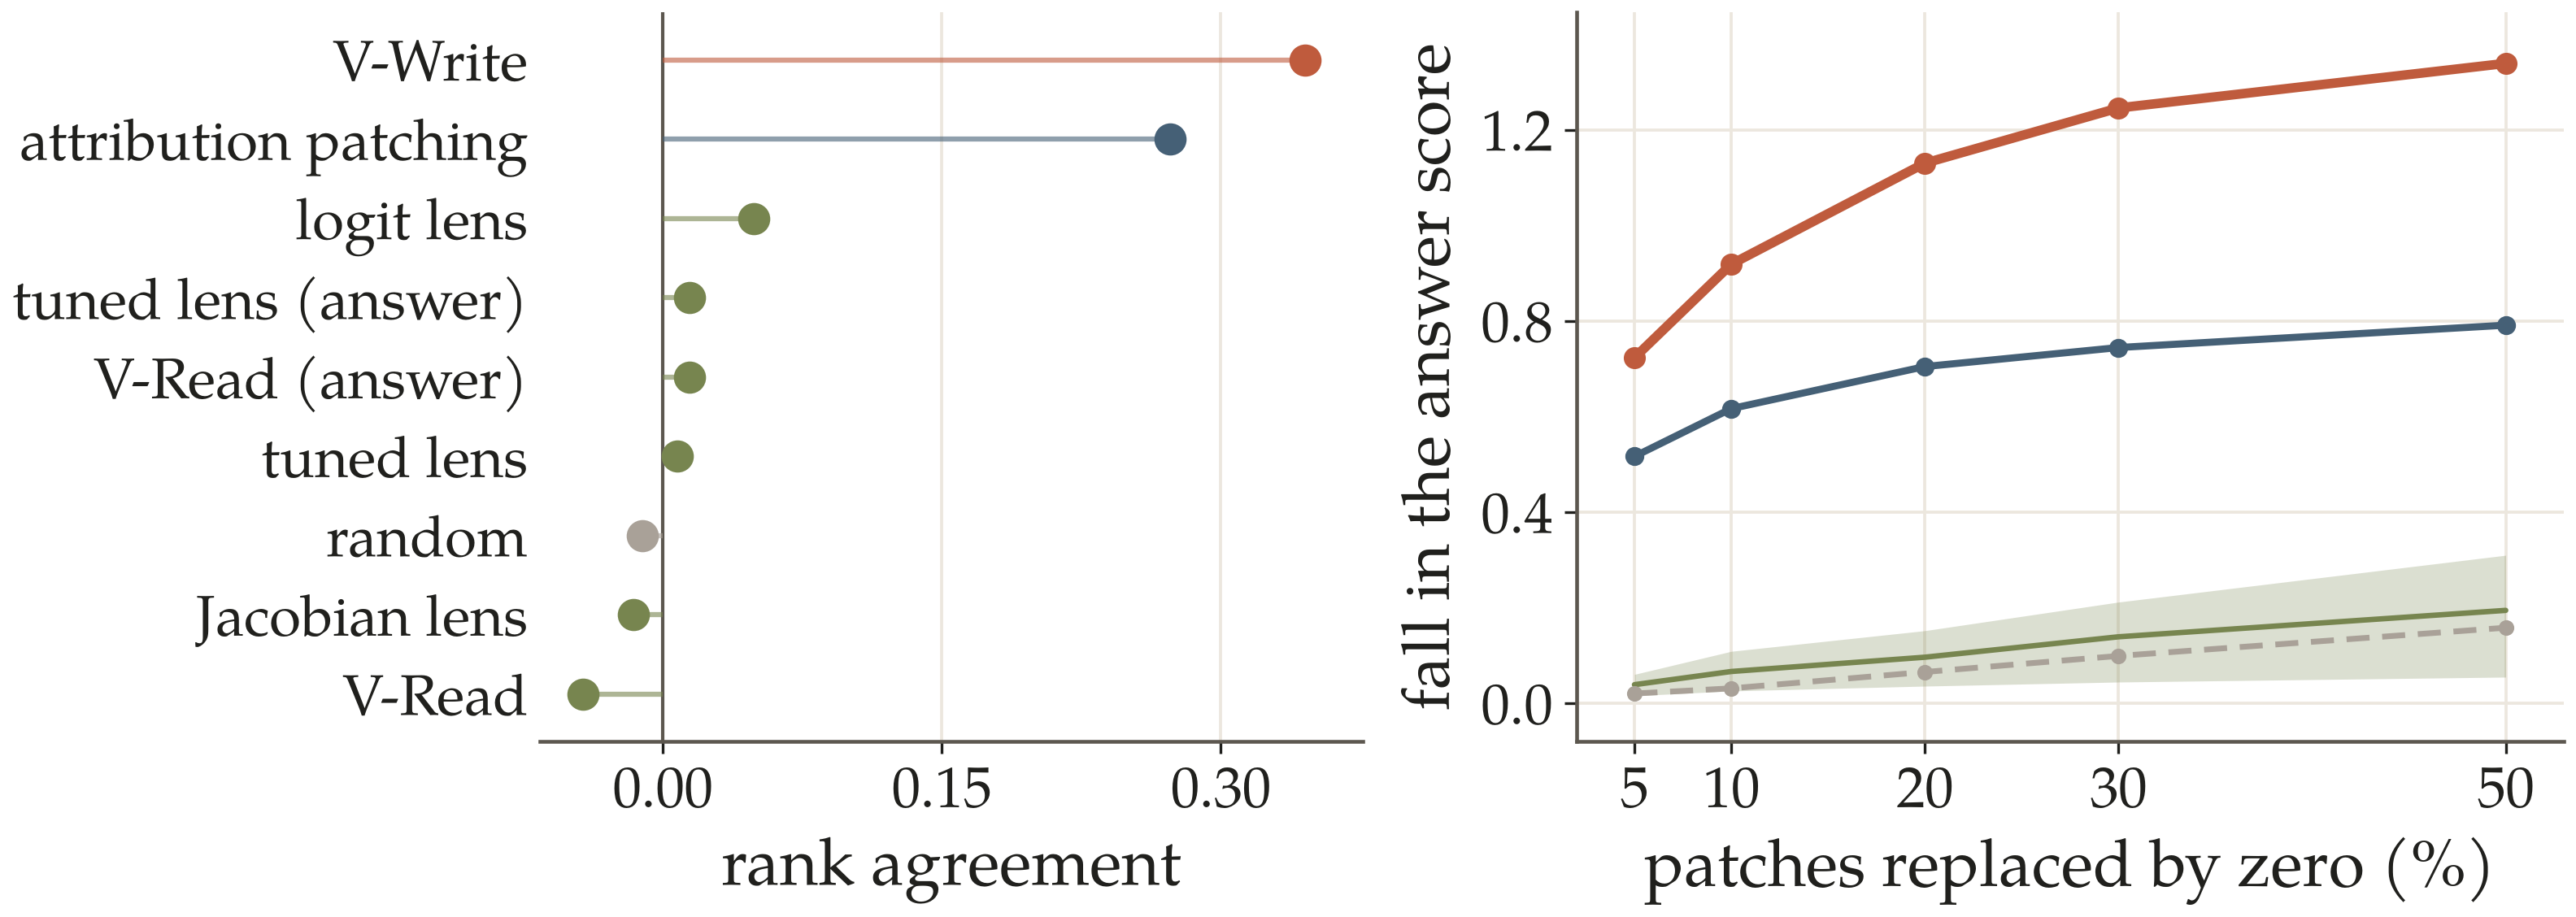 V-Write
attribution patching
logit lens
tuned lens (answer)
V-Read (answer)
tuned lens
random
Jacobian lens
V-Read
0.00 0.15 0.30
rank agreement
fall in the answer score
1.2
0.8
0.4
0.0
5 10 20 30 50
patches replaced by zero (%)